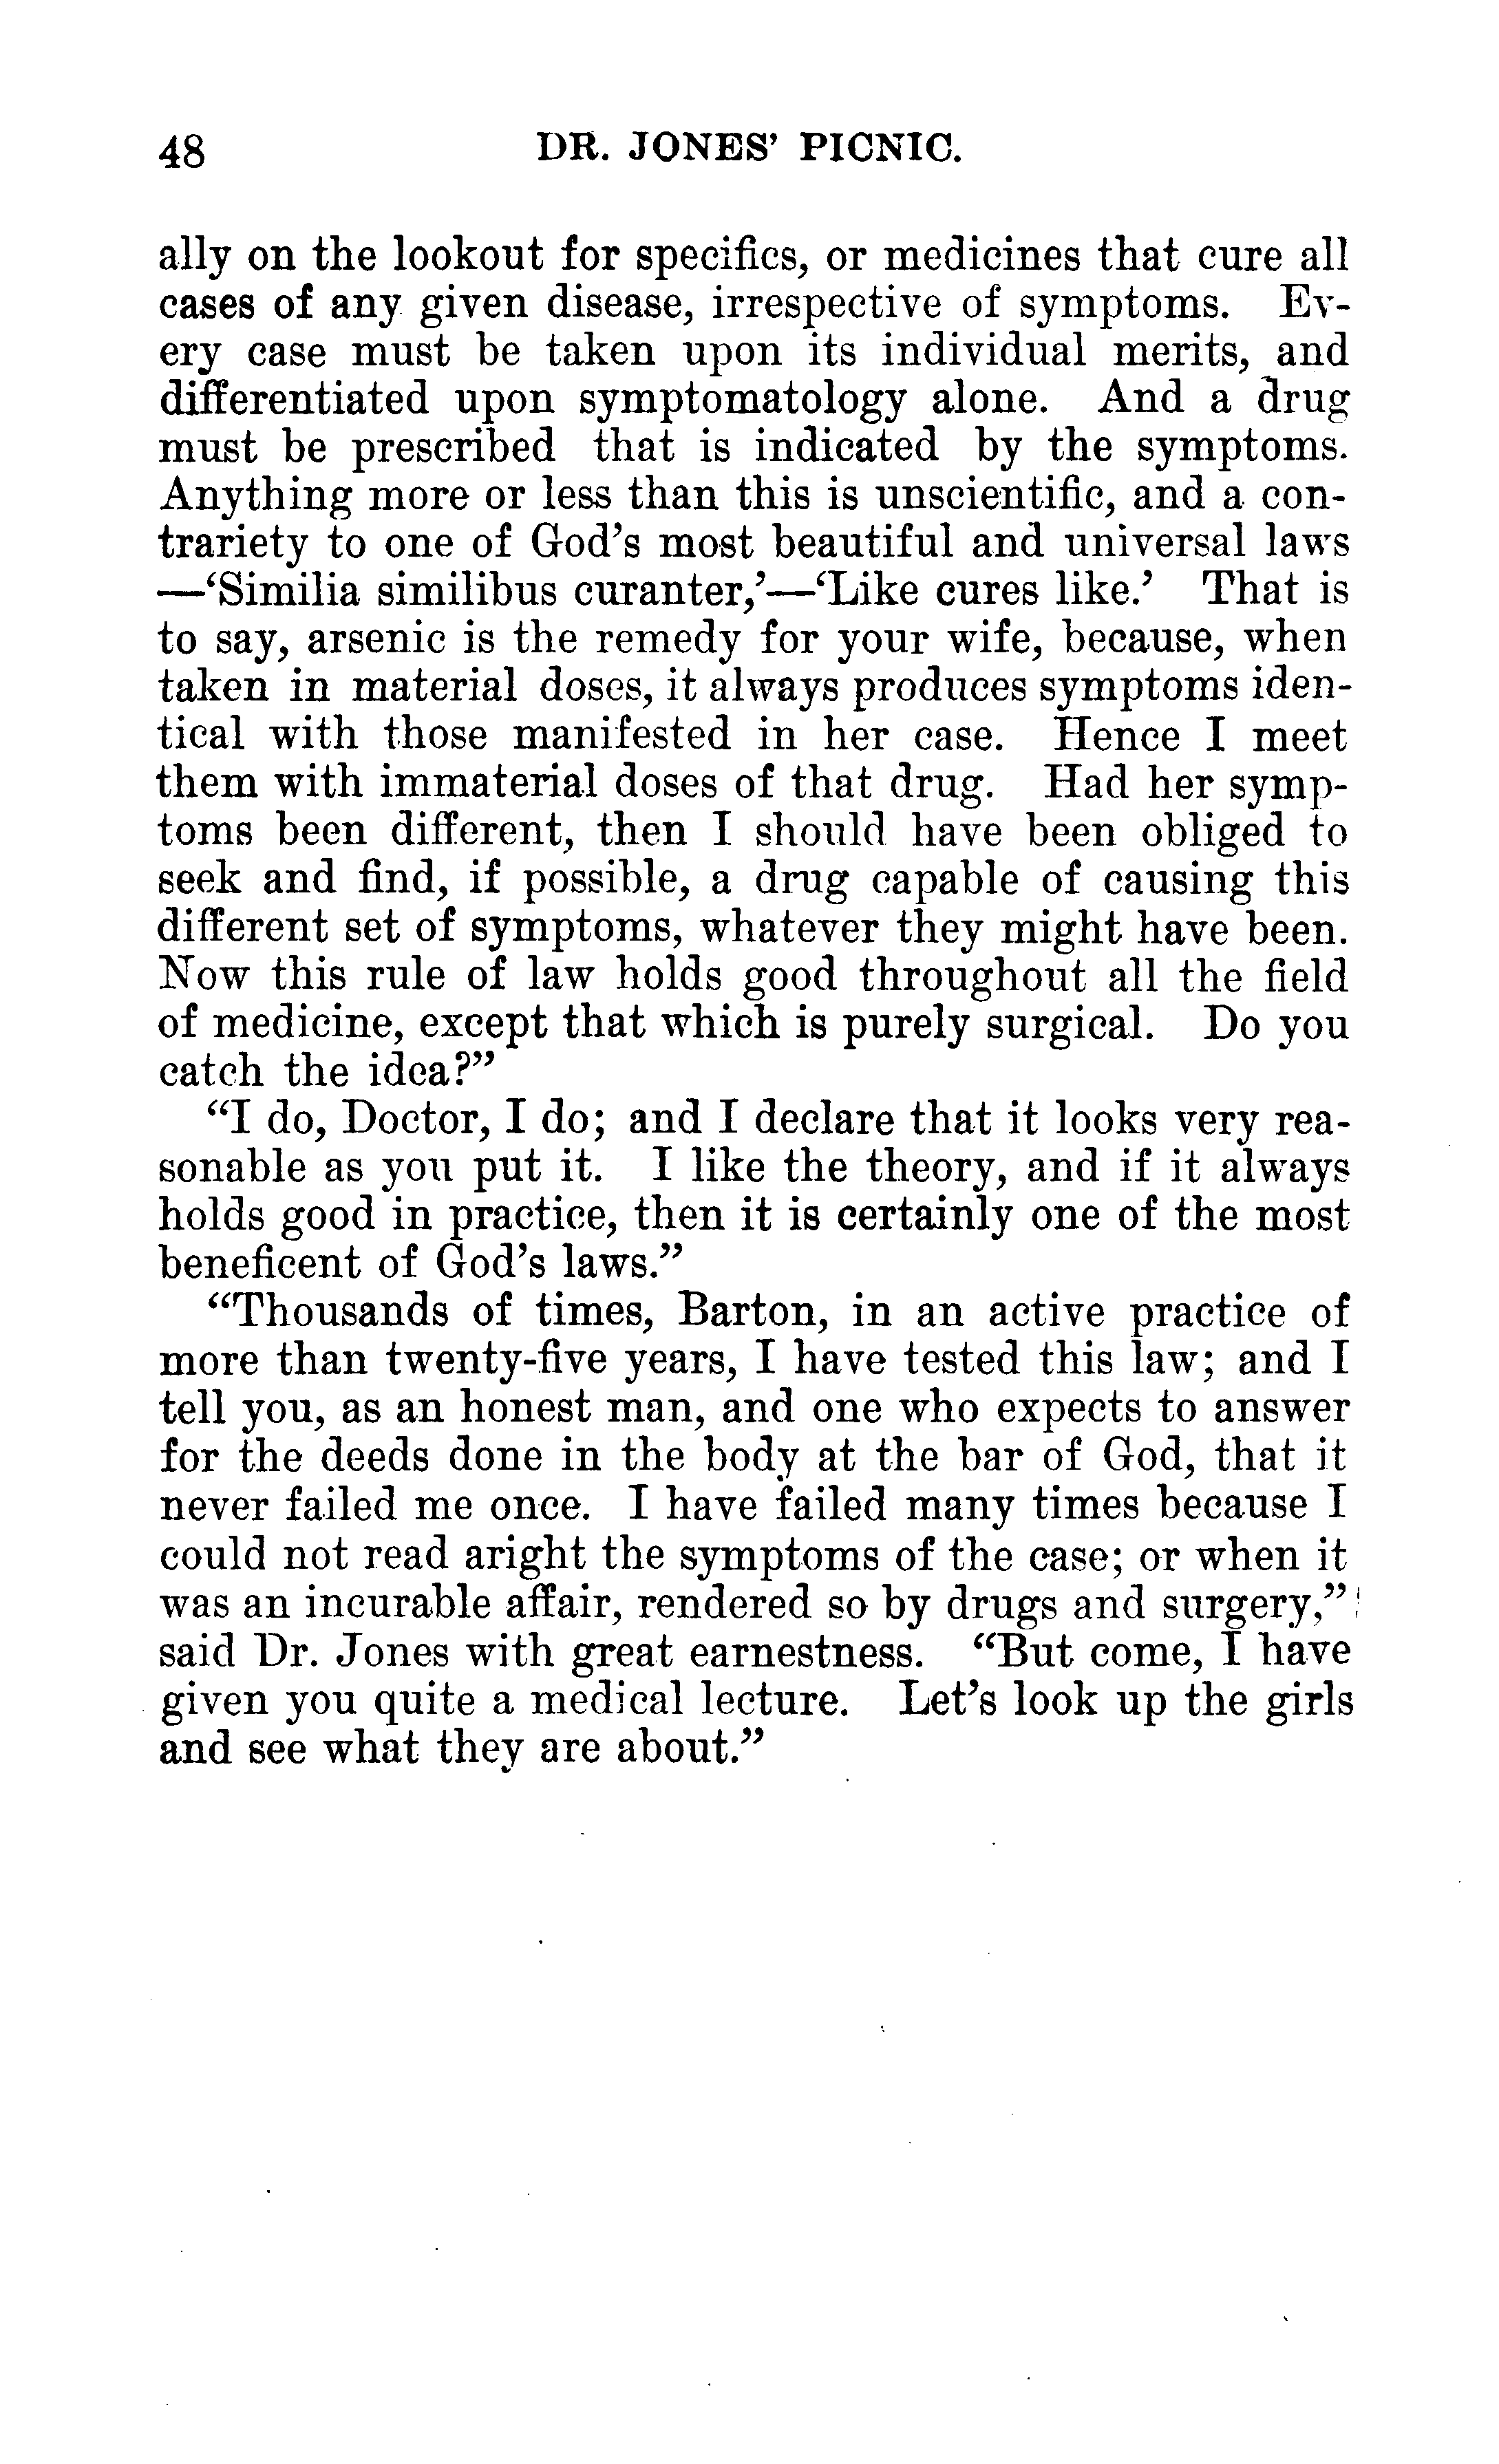 48 DR. JONES' PICNIC.
ally on the lookout for specifics, or medicines that cure all
cases of any given disease, irrespective of symptoms. Ev-
ery case must be taken upon its individual merits, and
differentiated upon symptomatology alone. And a drug
must be prescribed that is indicated by the symptoms.
Anything more or less than this is unscientific, and a con-
trariety to one of God's most beautiful and universal laws
—‘Similia similibus curanter,’—‘Like cures like.’ That is
to say, arsenic is the remedy for your wife, because, when
taken in material doses, it always produces symptoms iden-
tical with those manifested in her case. Hence I meet
them with immaterial doses of that drug. Had her symp-
toms been different, then I should have been obliged to
seek and find, if possible, a drug capable of causing this
different set of symptoms, whatever they might have been.
Now this rule of law holds good throughout all the field
of medicine, except that which is purely surgical. Do you
catch the idea?”
“I do, Doctor, I do; and I declare that it looks very rea-
sonable as you put it. I like the theory, and if it always
holds good in practice, then it is certainly one of the most
beneficent of God's laws.”
“Thousands of times, Barton, in an active practice of
more than twenty-five years, I have tested this law; and I
tell you, as an honest man, and one who expects to answer
for the deeds done in the body at the bar of God, that it
never failed me once. I have failed many times because I
could not read aright the symptoms of the case; or when it
was an incurable affair, rendered so by drugs and surgery,”
said Dr. Jones with great earnestness. “But come, I have
given you quite a medical lecture. Let's look up the girls
and see what they are about.”